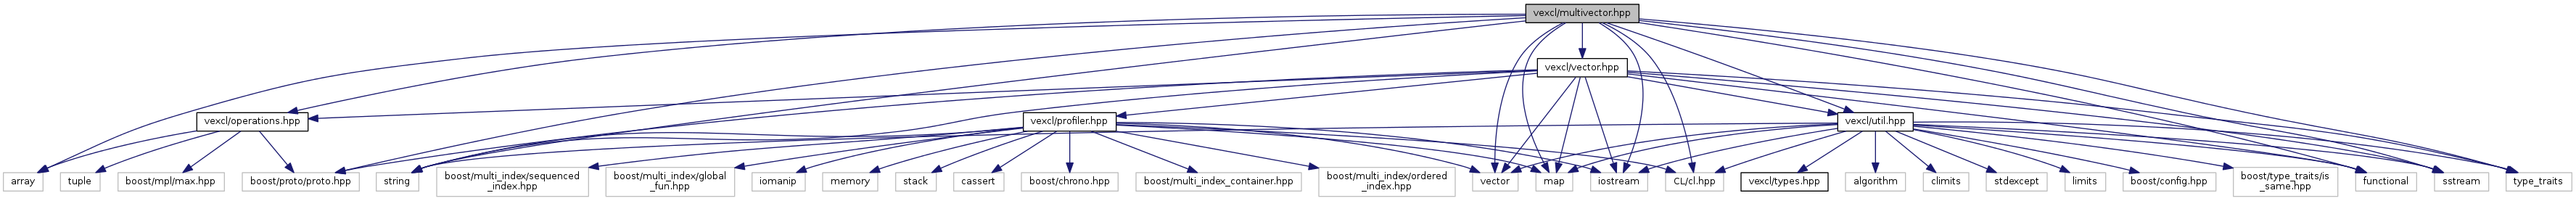 vexcl/multivector.hpp
vexcl/vector.hpp
vexcl/operations.hpp
vexcl/profiler.hpp
vexcl/util.hpp
array
tuple
boost/mpl/max.hpp
boost/proto/proto.hpp
string
boost/multi_index/sequenced
_index.hpp
boost/multi_index/global
_fun.hpp
iomanip
memory
stack
cassert
boost/chrono.hpp
boost/multi_index_container.hpp
boost/multi_index/ordered
_index.hpp
vector
map
iostream
CL/cl.hpp
vexcl/types.hpp
algorithm
climits
stdexcept
limits
boost/config.hpp
boost/type_traits/is
_same.hpp
functional
sstream
type_traits